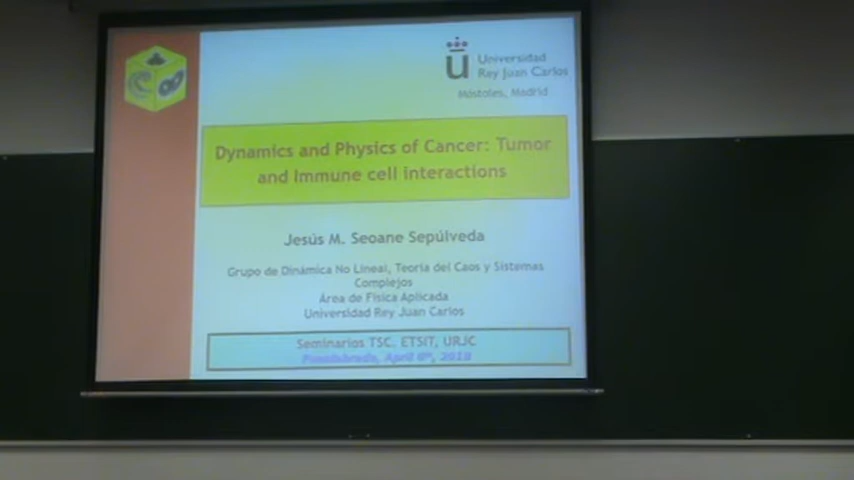 Universidad
Rey Juan Carlos
Móstoles, Madrid
Dynamics and Physics of Cancer: Tumor
and Immune cell interactions
Jesús M. Seoane Sepúlveda
Grupo de Dinámica No Lineal, Teoría del Caos y Sistemas
Complejos
Área de Física Aplicada
Universidad Rey Juan Carlos
Seminarios TSC. ETSIT, URJC
Fuenlabrada, April